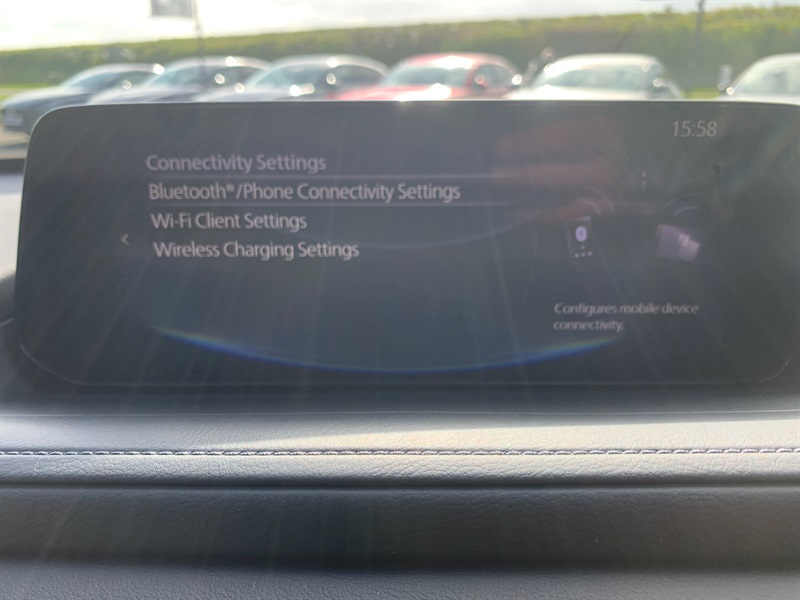 15:58
Connectivity Settings
Bluetooth®/Phone Connectivity Settings
Wi-Fi Client Settings
Wireless Charging Settings
Configures mobile device
connectivity.